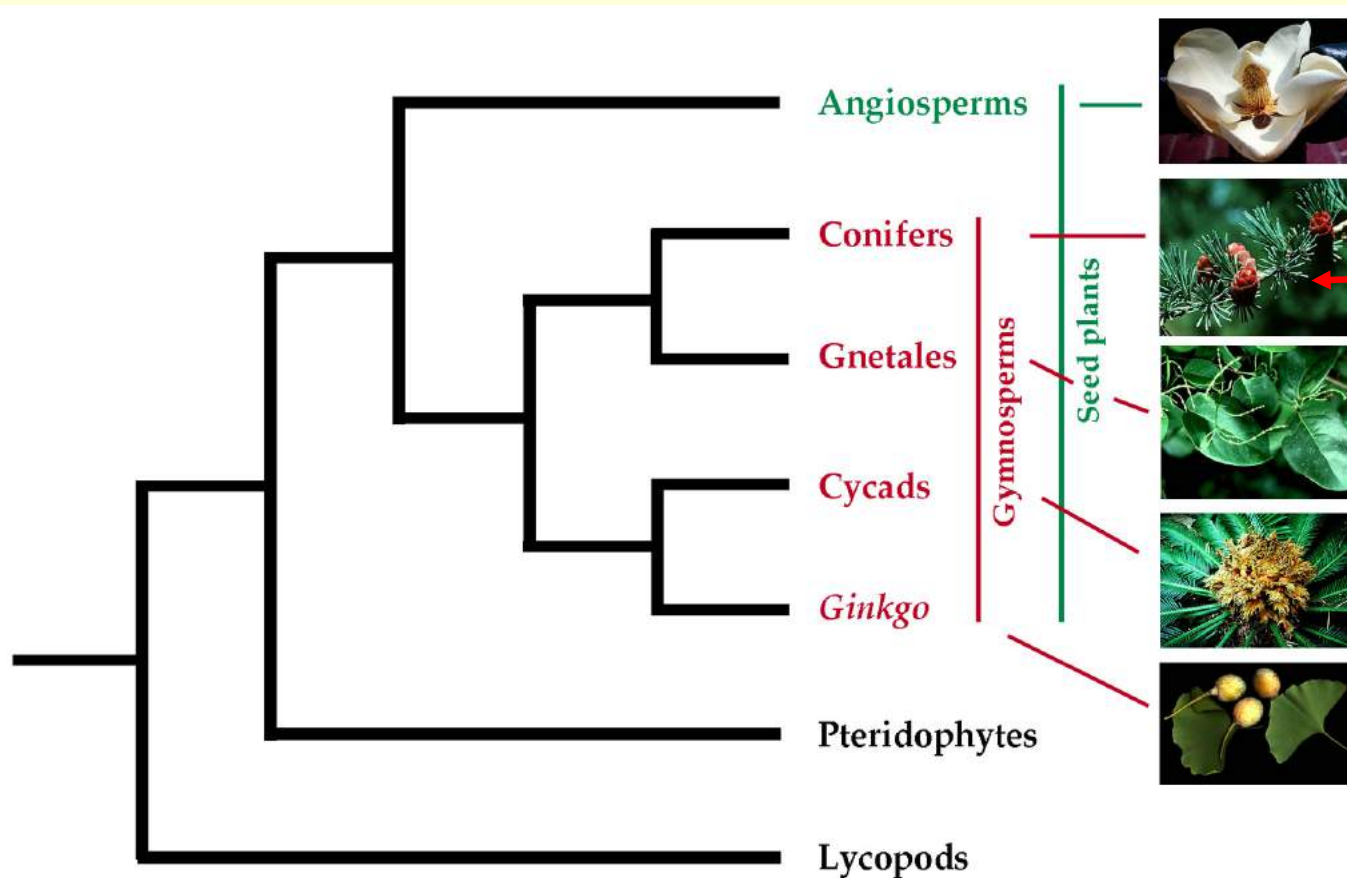 Angiosperms
Conifers
Gnetales
Cycads
Ginkgo
Gymnosperms
Seed plants
Pteridophytes
Lycopods